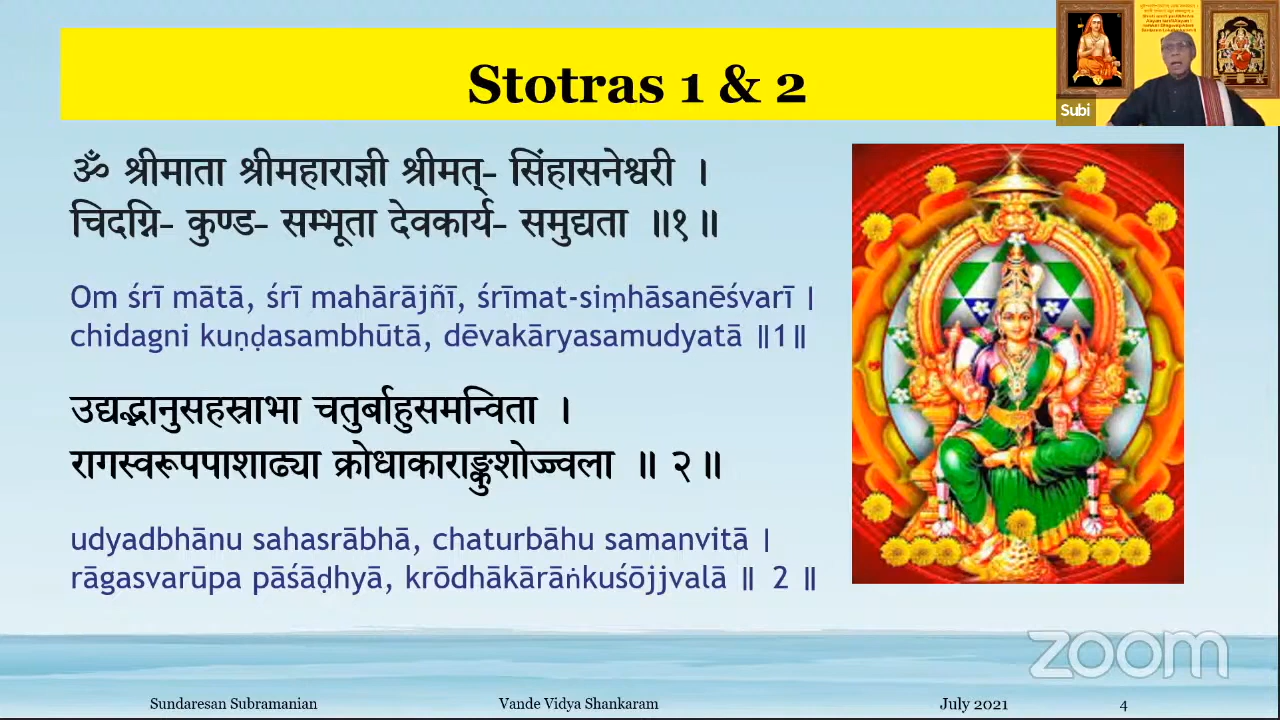 Stotras 1 & 2
Subi
ॐ श्रीमाता श्रीमहाराज्ञी श्रीमत्- सिंहासनेश्वरी ।
चिदग्नि- कुण्ड- सम्भूता देवकार्य- समुद्यता ॥१॥
Om śrī mātā, śrī mahārājñī, śrīmat-siṃhāsanēśvarī |
chidagni kuṇḍasambhūtā, dēvakāryasamudyatā ॥1॥
उद्यद्भानुसहस्राभा चतुर्बाहुसमन्विता ।
रागस्वरूपपाशाढ्या क्रोधाकाराङ्कुशोज्ज्वला ॥ २॥
udyadbhānu sahasrābhā, chaturbāhu samanvitā |
rāgasvarūpa pāśāḍhyā, krōdhākārāṅkuśōjjvalā ॥ 2 ॥
zoom
Sundaresan Subramanian Vande Vidya Shankaram July 2021 4